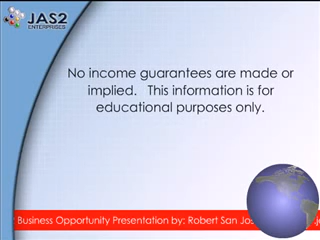 JAS2
ENTERPRISES
No income guarantees are made or
implied. This information is for
educational purposes only.
Business Opportunity Presentation by: Robert San